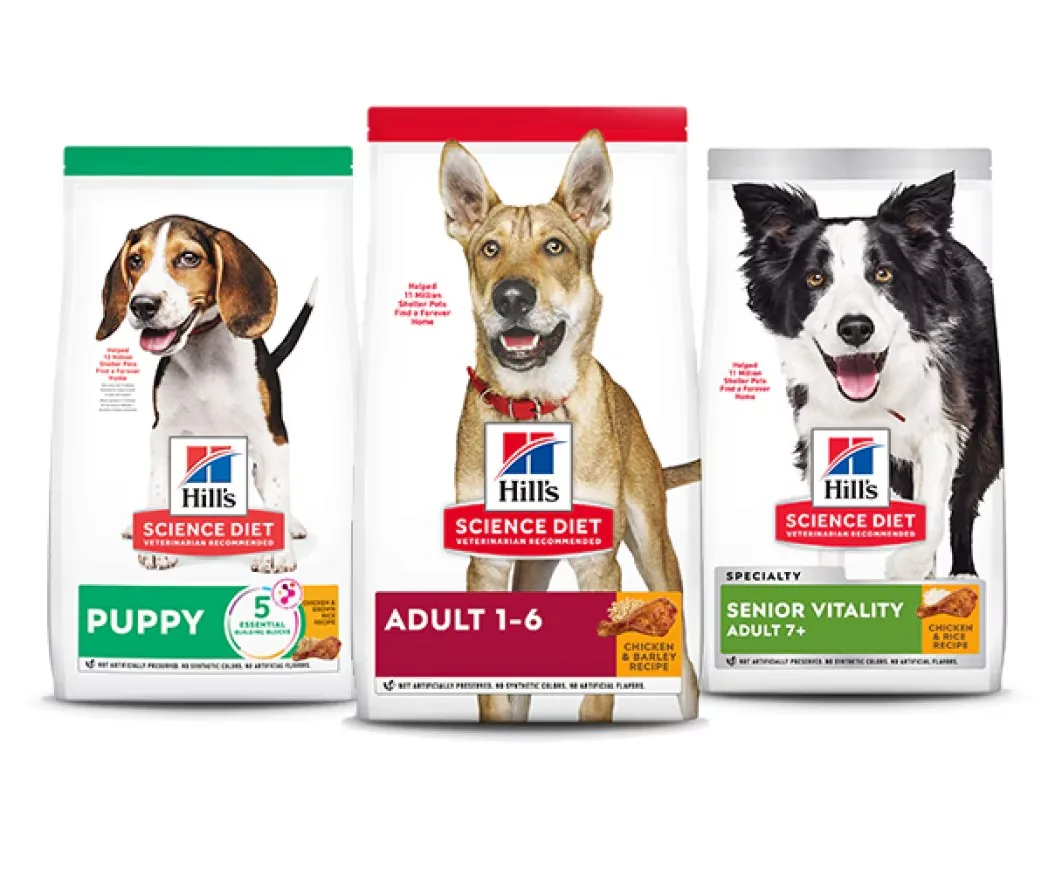 Helped
13 Million
Shelter Pets
Find a Forever
Home
Hill's
SCIENCE DIET
VETERINARIAN RECOMMENDED
PUPPY
5
ESSENTIAL
BUILDING BLOCKS
CHICKEN &
BROWN
RICE
RECIPE
NOT ARTIFICIALLY PRESERVED. NO SYNTHETIC COLORS. NO ARTIFICIAL FLAVORS.
Helped
11 Million
Shelter Pets
Find a Forever
Home
Hill's
SCIENCE DIET
VETERINARIAN RECOMMENDED
ADULT 1-6
CHICKEN
& BARLEY
RECIPE
NOT ARTIFICIALLY PRESERVED. NO SYNTHETIC COLORS. NO ARTIFICIAL FLAVORS.
Helped
11 Million
Shelter Pets
Find a Forever
Home
Hill's
SCIENCE DIET
VETERINARIAN RECOMMENDED
SPECIALTY
SENIOR VITALITY
ADULT 7+
CHICKEN
& RICE
RECIPE
NOT ARTIFICIALLY PRESERVED. NO SYNTHETIC COLORS. NO ARTIFICIAL FLAVORS.